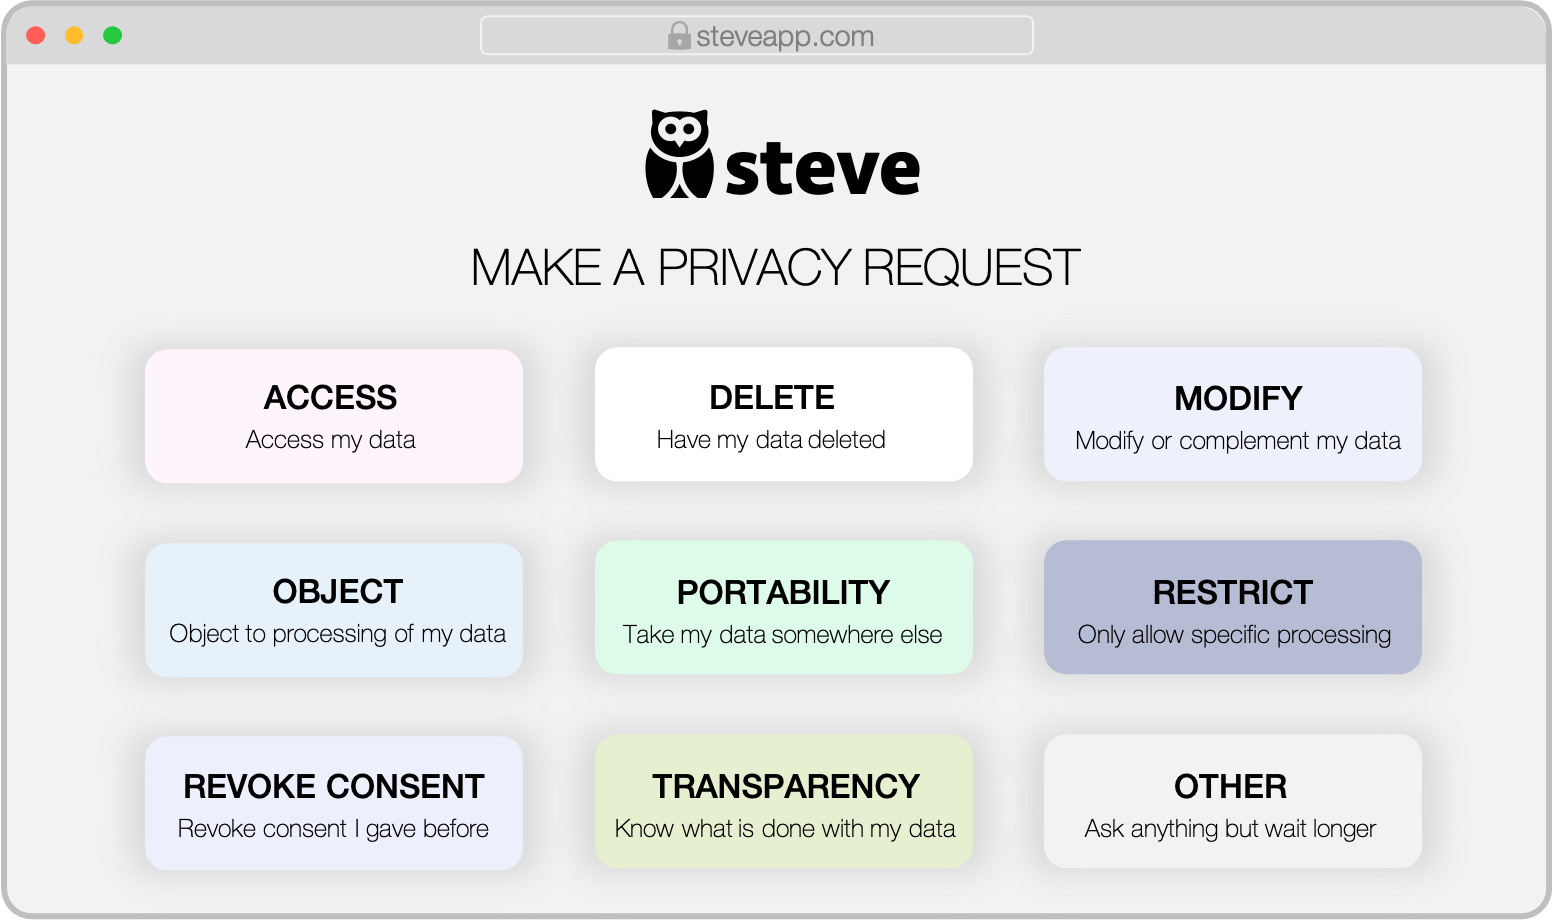 steveapp.com
steve
MAKE A PRIVACY REQUEST
ACCESS
Access my data
DELETE
Have my data deleted
MODIFY
Modify or complement my data
OBJECT
Object to processing of my data
PORTABILITY
Take my data somewhere else
RESTRICT
Only allow specific processing
REVOKE CONSENT
Revoke consent I gave before
TRANSPARENCY
Know what is done with my data
OTHER
Ask anything but wait longer